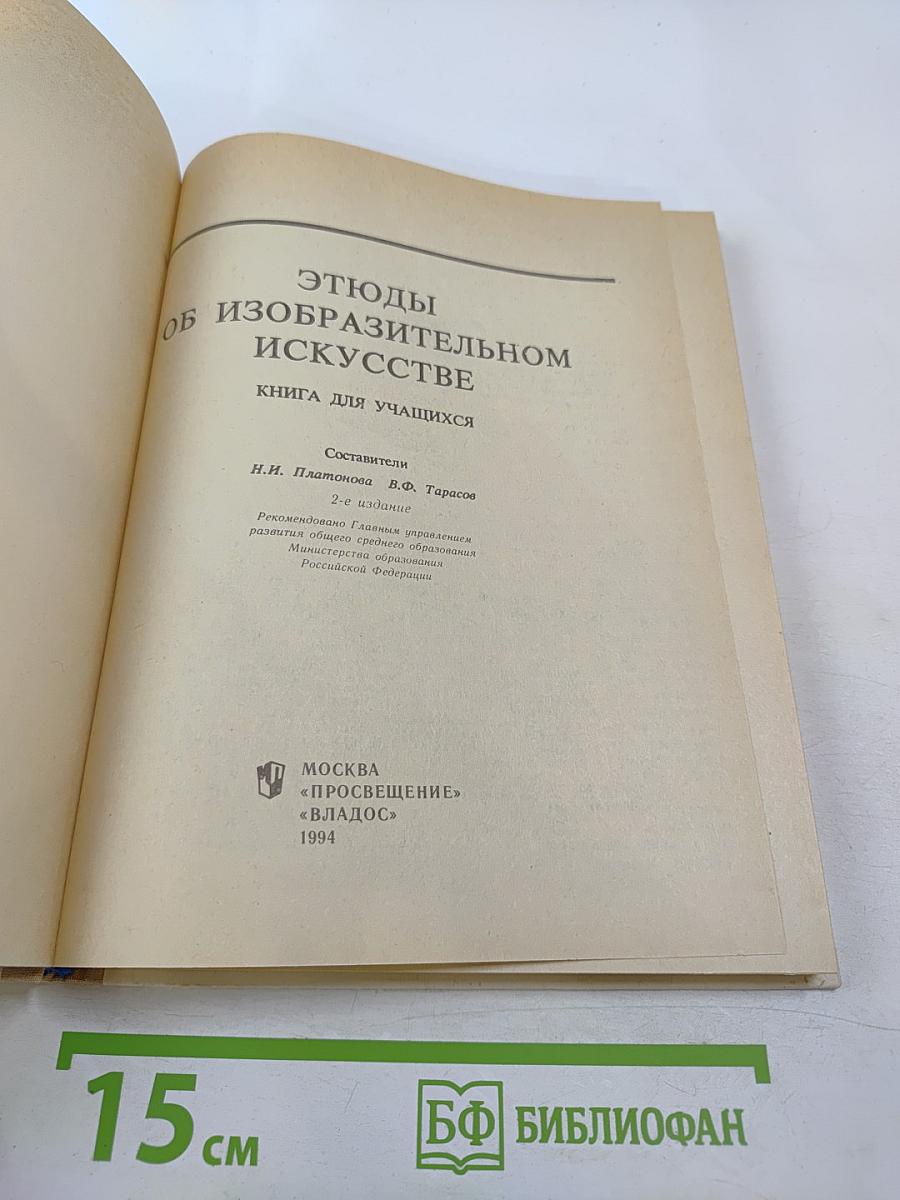 ЭТЮДЫ
ОБ ИЗОБРАЗИТЕЛЬНОМ
ИСКУССТВЕ
КНИГА ДЛЯ УЧАЩИХСЯ
Составители
Н.И. Платонова В.Ф. Тарасов
2-е издание
Рекомендовано Главным управлением
развития общего среднего образования
Министерства образования
Российской Федерации
МОСКВА
«ПРОСВЕЩЕНИЕ»
«ВЛАДОС»
1994
15 см
БФ БИБЛИОФАН